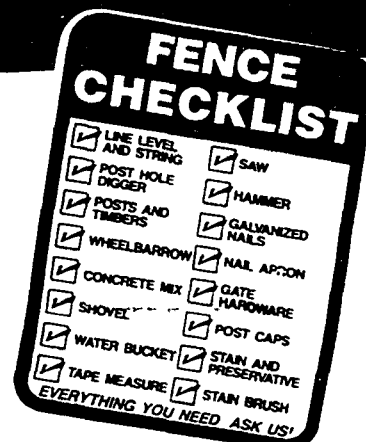 FENCE
CHECKLIST
LINE LEVEL
AND STRING
POST HOLE
DIGGER
POSTS AND
TIMBERS
WHEELBARROW
CONCRETE MIX
SHOVEL
WATER BUCKET
TAPE MEASURE
SAW
HAMMER
GALVANIZED
NAILS
NAIL APRON
GATE
HARDWARE
POST CAPS
STAIN AND
PRESERVATIVE
STAIN BRUSH
EVERYTHING YOU NEED ASK US!